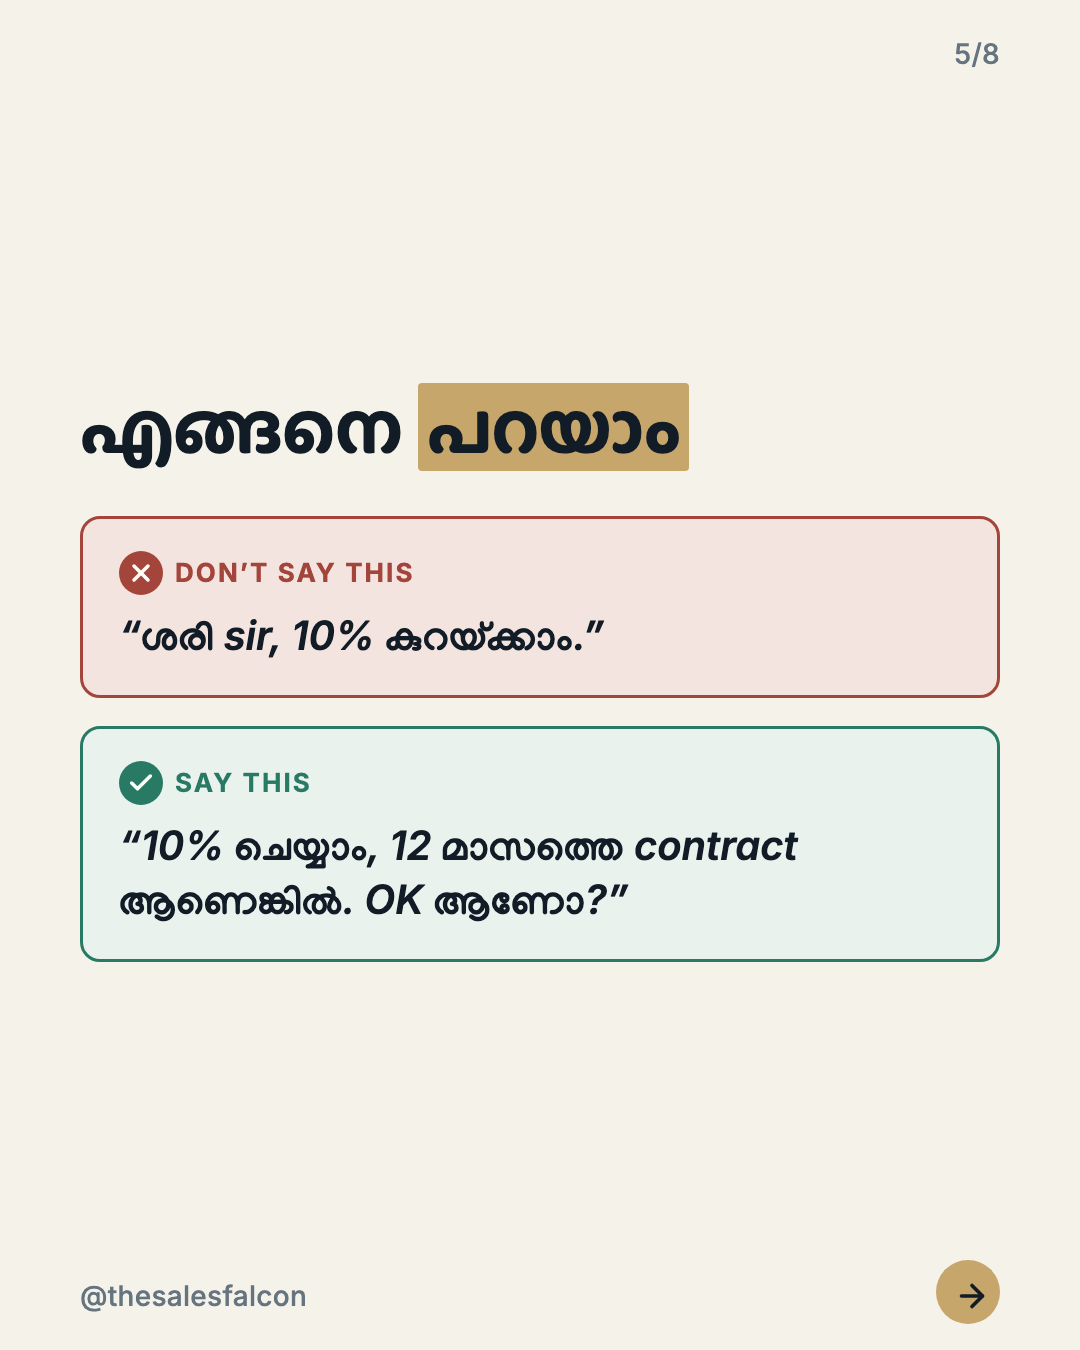 5/8
എങ്ങനെ പറയാം
DON’T SAY THIS
“ശരി sir, 10% കുറയ്ക്കാം.”
SAY THIS
“10% ചെയ്യാം, 12 മാസത്തെ contract
ആണെങ്കിൽ. OK ആണോ?”
@thesalesfalcon